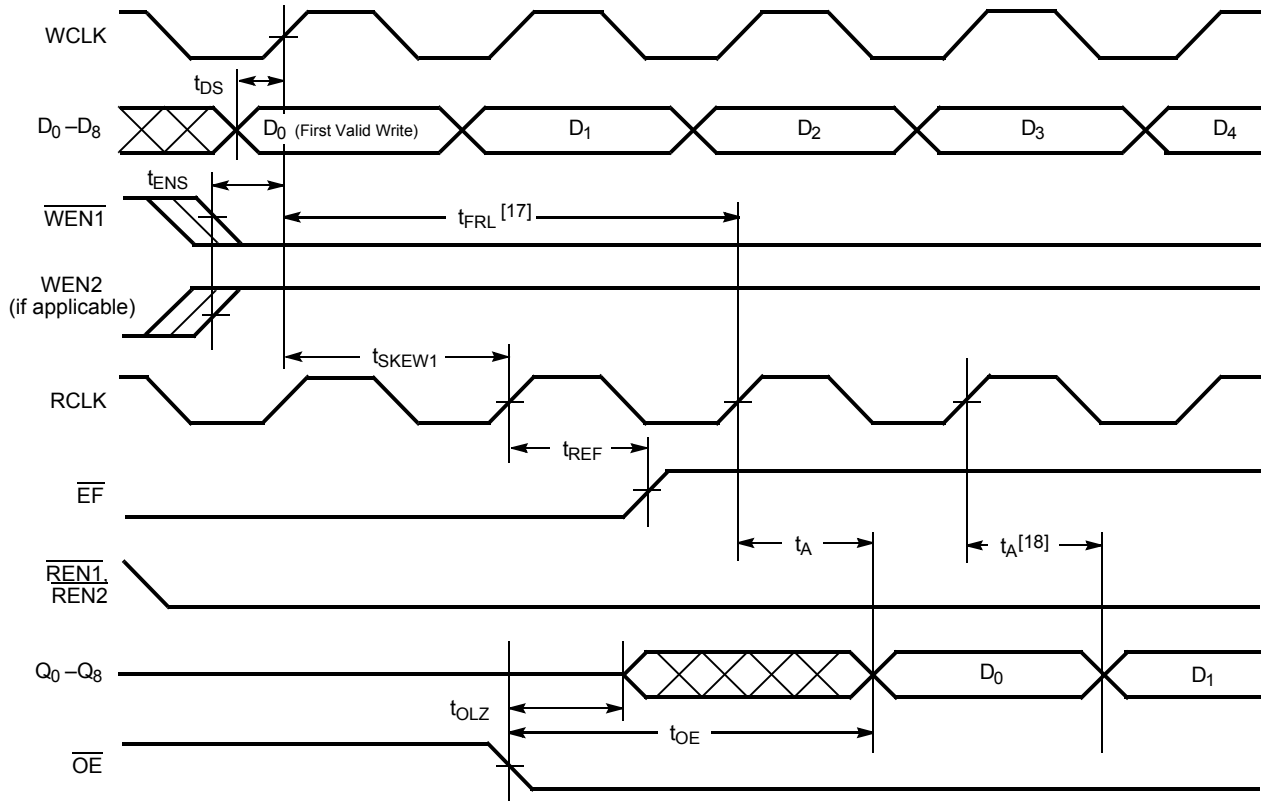 WCLK
tDS
D0 –D8
D0 (First Valid Write)
D1
D2
D3
D4
tENS
WEN1
tFRL [17]
WEN2
(if applicable)
tSKEW1
RCLK
tREF
EF
tA
tA[18]
REN1,
REN2
Q0 –Q8
D0
D1
tOLZ
tOE
OE